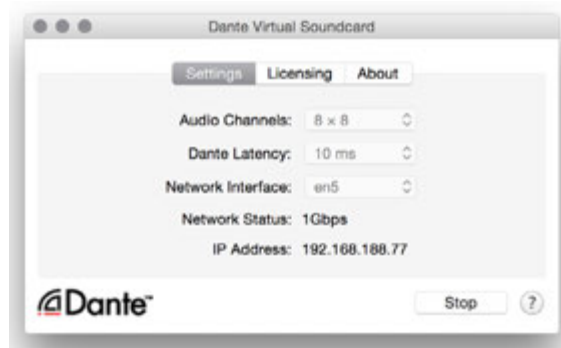 Dante Virtual Soundcard
Settings Licensing About
Audio Channels: 8 × 8
Dante Latency: 10 ms
Network Interface: en5
Network Status: 1Gbps
IP Address: 192.168.188.77
Dante™ Stop ?